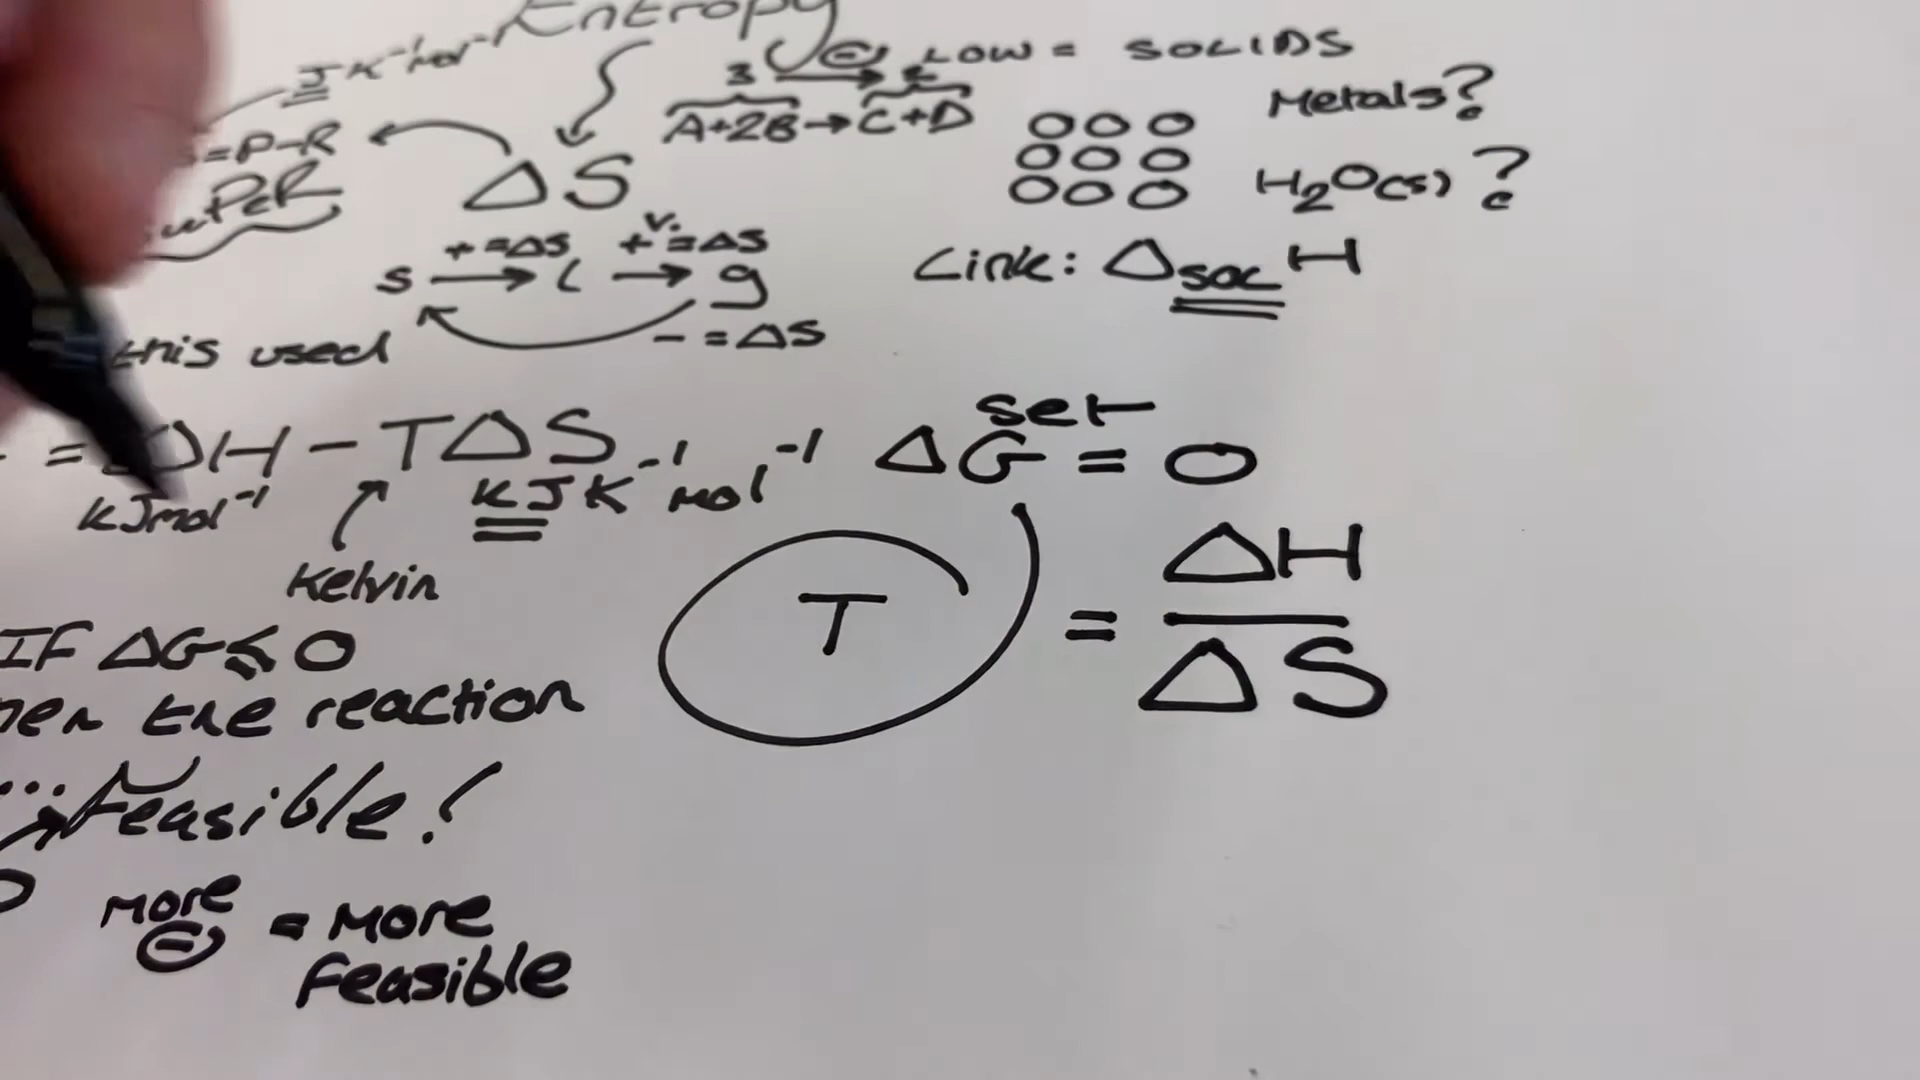 Entropy
JK⁻¹mol⁻¹
LOW = SOLIDS
3 ⊖ 2
A+2B→C+D
Metals?
=P-R
ΔS
H₂O(s)?
+=ΔS +v.=ΔS
s → l → g
Link: ΔsolH
- = ΔS
this used
= ΔH - TΔS
set
ΔG = 0
kJmol⁻¹
kJK⁻¹mol⁻¹
Kelvin
T = ΔH
ΔS
IF ΔG ≤ 0
the reaction
...feasible!
More ⊖ = More
feasible